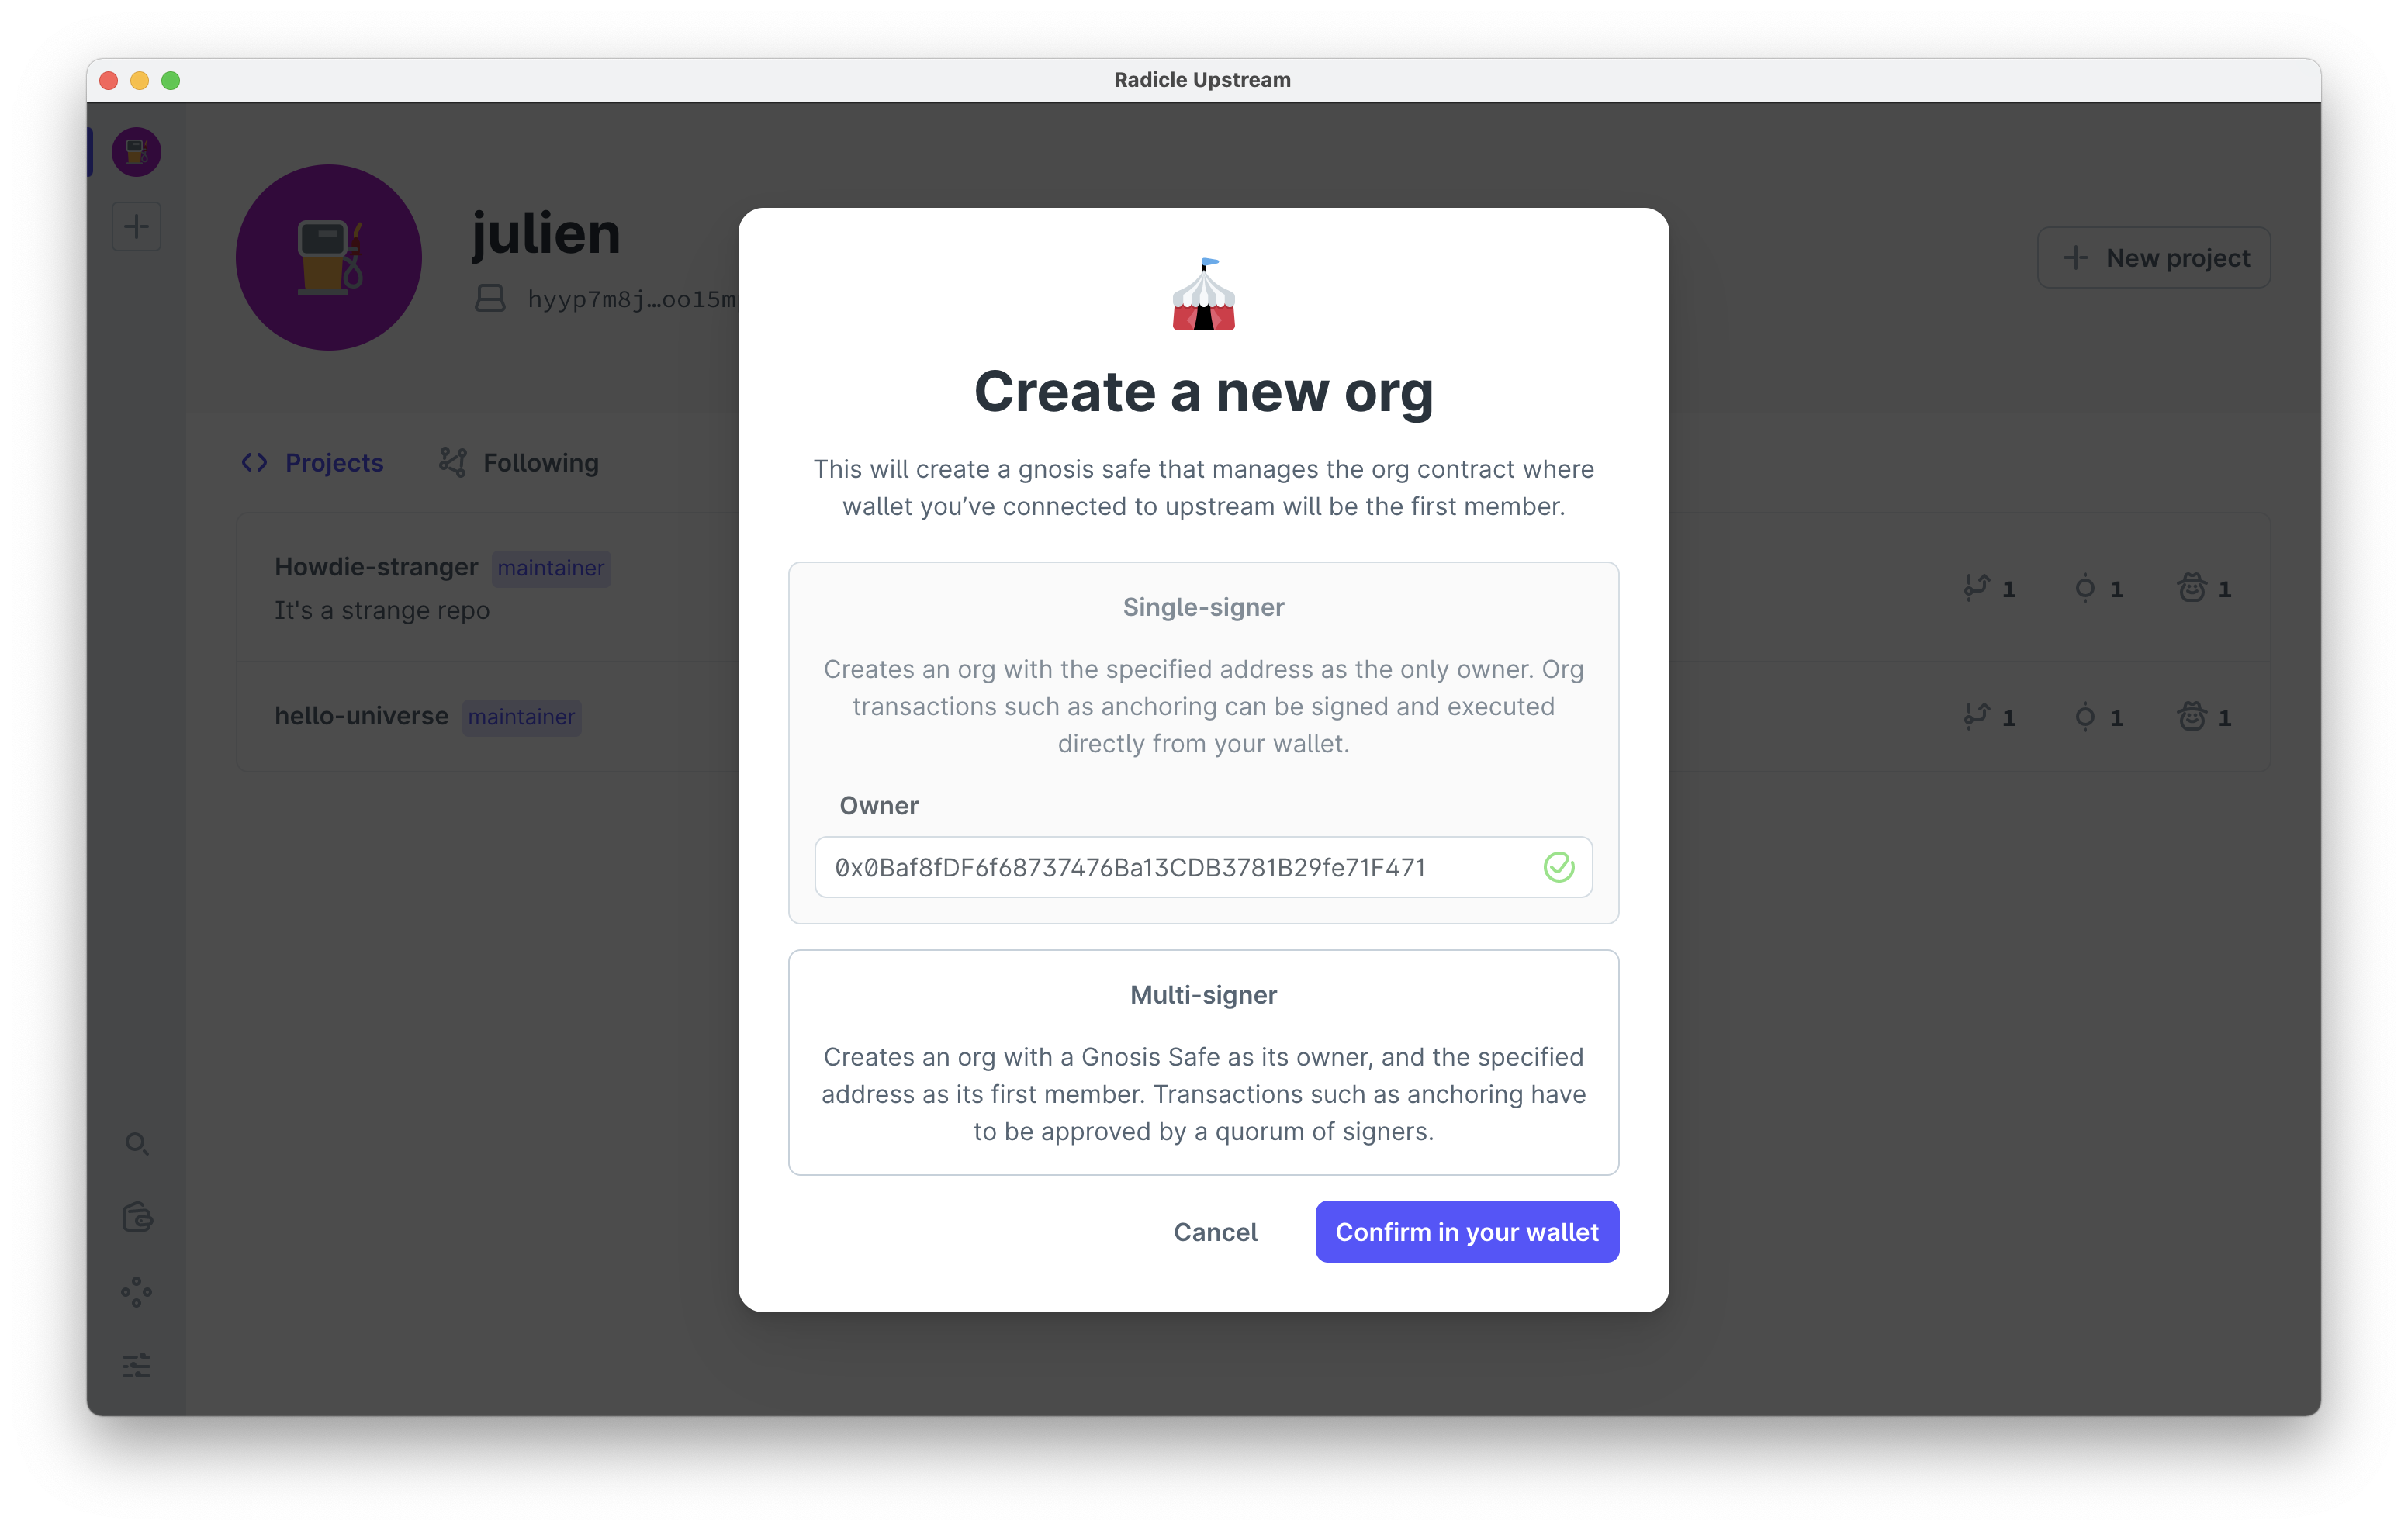 Radicle Upstream
julien
hyyp7m8j…oo15m
New project
Projects
Following
Howdie-stranger maintainer
It's a strange repo
1 1 1
hello-universe maintainer
1 1 1
Create a new org
This will create a gnosis safe that manages the org contract where
wallet you’ve connected to upstream will be the first member.
Single-signer
Creates an org with the specified address as the only owner. Org
transactions such as anchoring can be signed and executed
directly from your wallet.
Owner
0x0Baf8fDF6f68737476Ba13CDB3781B29fe71F471
Multi-signer
Creates an org with a Gnosis Safe as its owner, and the specified
address as its first member. Transactions such as anchoring have
to be approved by a quorum of signers.
Cancel
Confirm in your wallet